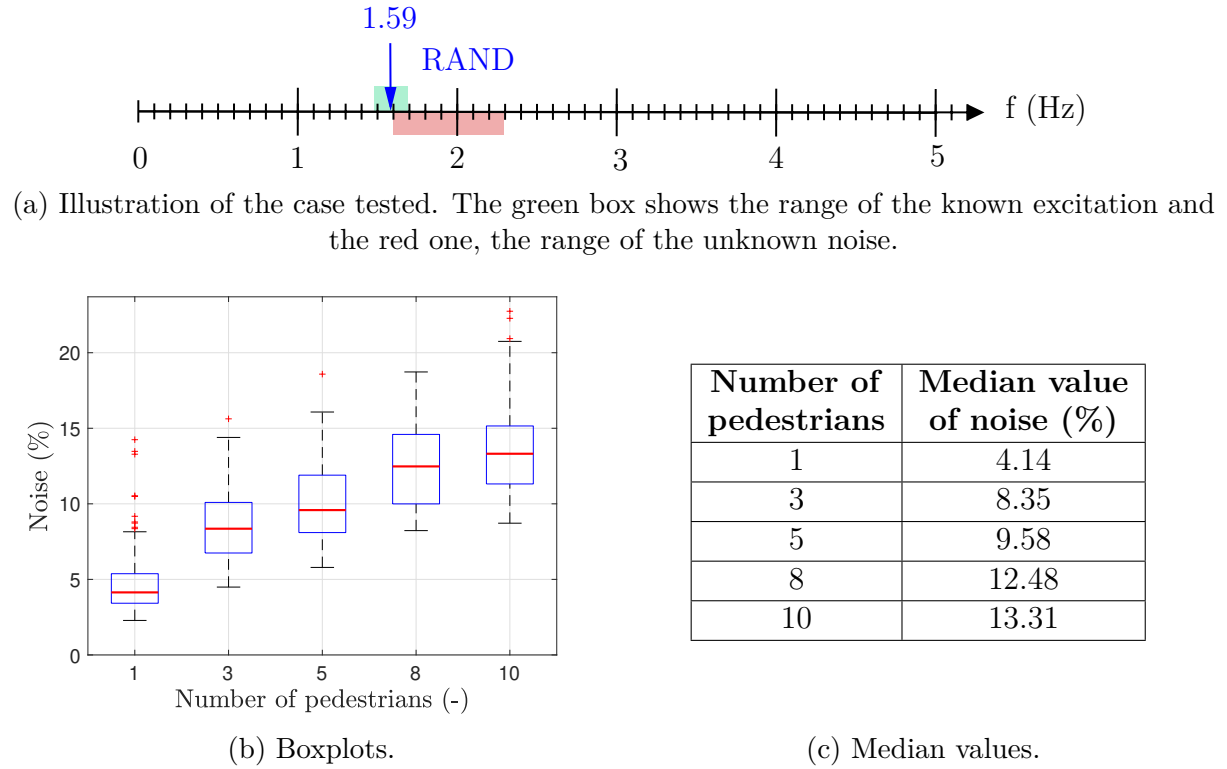 1.59
RAND
f (Hz)
0 1 2 3 4 5
(a) Illustration of the case tested. The green box shows the range of the known excitation and
the red one, the range of the unknown noise.
20
15
10
5
0
Noise (%)
1 3 5 8 10
Number of pedestrians (-)
(b) Boxplots.
Number of pedestrians Median value of noise (%)
1 4.14
3 8.35
5 9.58
8 12.48
10 13.31
(c) Median values.